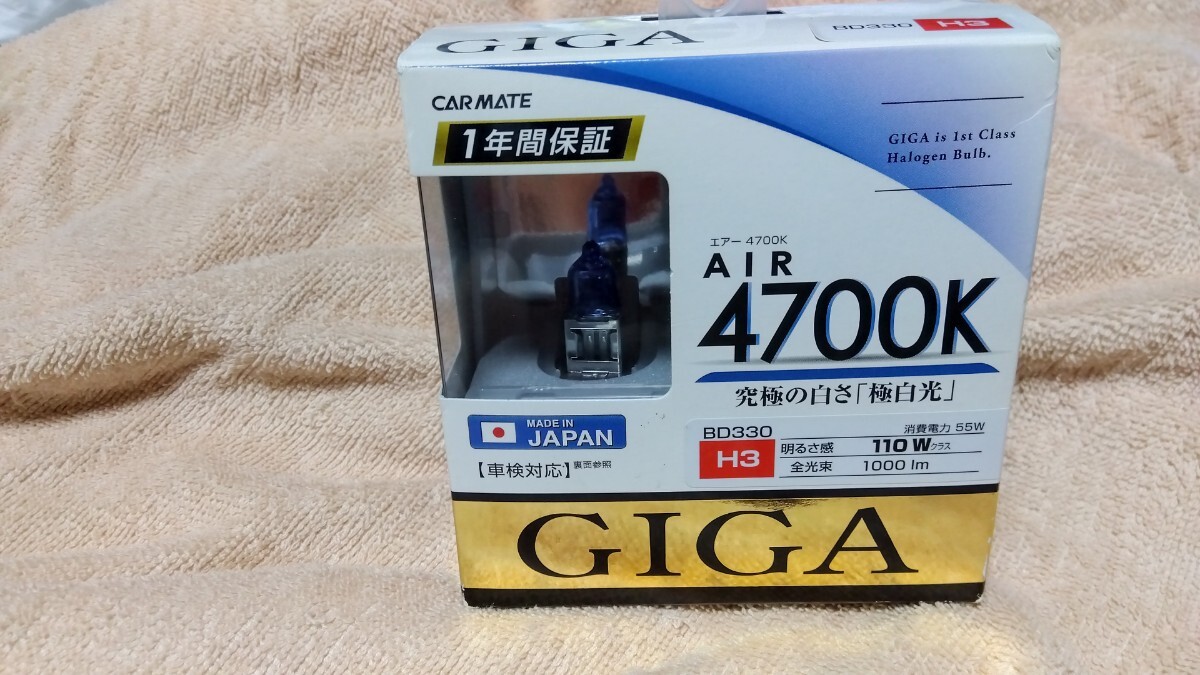 GIGA
BD330 H3
CARMATE
1年間保証
GIGA is 1st Class
Halogen Bulb.
エアー 4700K
AIR
4700K
究極の白さ「極白光」
MADE IN
JAPAN
【車検対応】裏面参照
BD330
H3
消費電力 55W
明るさ感 110Wクラス
全光束 1000 lm
GIGA